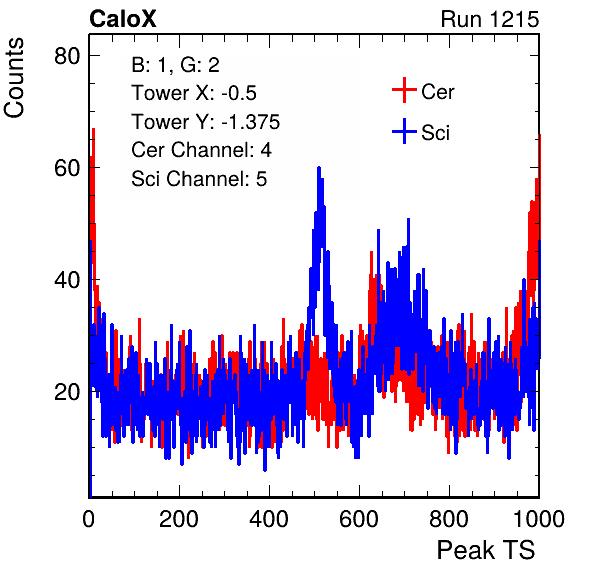 CaloX Run 1215
Counts
80
60
40
20
B: 1, G: 2
Tower X: -0.5
Tower Y: -1.375
Cer Channel: 4
Sci Channel: 5
Cer
Sci
0 200 400 600 800 1000
Peak TS